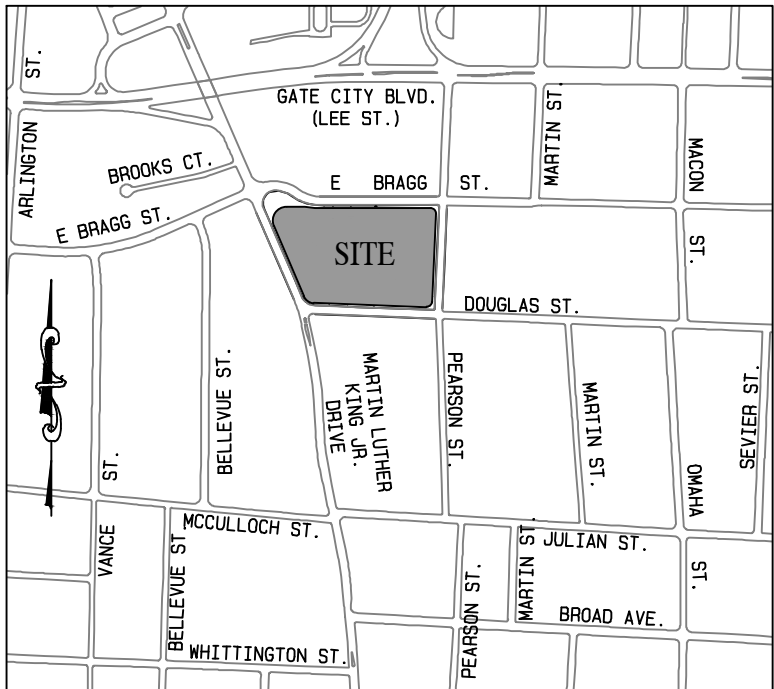 ST.
GATE CITY BLVD.
(LEE ST.)
MARTIN ST.
ARLINGTON
BROOKS CT.
MACON
E BRAGG ST.
E BRAGG ST.
SITE
ST.
DOUGLAS ST.
BELLEVUE ST.
MARTIN LUTHER
KING JR.
DRIVE
PEARSON ST.
MARTIN ST.
SEVIER ST.
ST.
OMAHA
MCCULLOCH ST.
VANCE
BELLEVUE ST
MARTIN ST.
JULIAN ST.
ST.
PEARSON ST.
BROAD AVE.
WHITTINGTON ST.